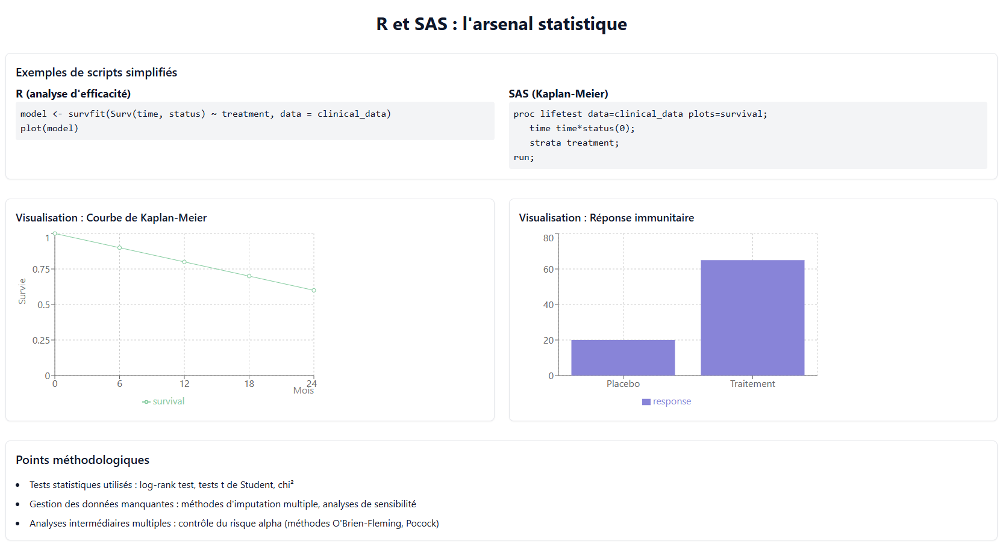 R et SAS : l'arsenal statistique
Exemples de scripts simplifiés
R (analyse d'efficacité)
model <- survfit(Surv(time, status) ~ treatment, data = clinical_data)
plot(model)
SAS (Kaplan-Meier)
proc lifetest data=clinical_data plots=survival;
   time time*status(0);
   strata treatment;
run;
Visualisation : Courbe de Kaplan-Meier
1
0.75
0.5
0.25
0
Survie
0 6 12 18 24
Mois
survival
Visualisation : Réponse immunitaire
80
60
40
20
0
Placebo Traitement
response
Points méthodologiques
• Tests statistiques utilisés : log-rank test, tests t de Student, chi²
• Gestion des données manquantes : méthodes d'imputation multiple, analyses de sensibilité
• Analyses intermédiaires multiples : contrôle du risque alpha (méthodes O'Brien-Fleming, Pocock)